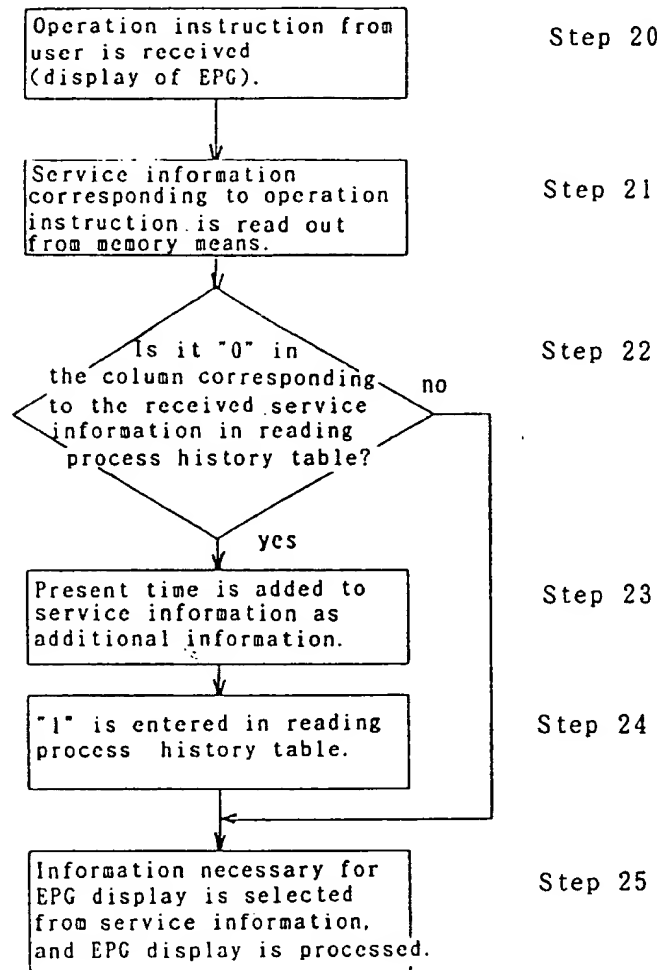 Operation instruction from
user is received
(display of EPG).
Step 20
Service information
corresponding to operation
instruction is read out
from memory means.
Step 21
Is it "0" in
the column corresponding
to the received service
information in reading
process history table?
Step 22
no
yes
Present time is added to
service information as
additional information.
Step 23
"1" is entered in reading
process history table.
Step 24
Information necessary for
EPG display is selected
from service information,
and EPG display is processed.
Step 25